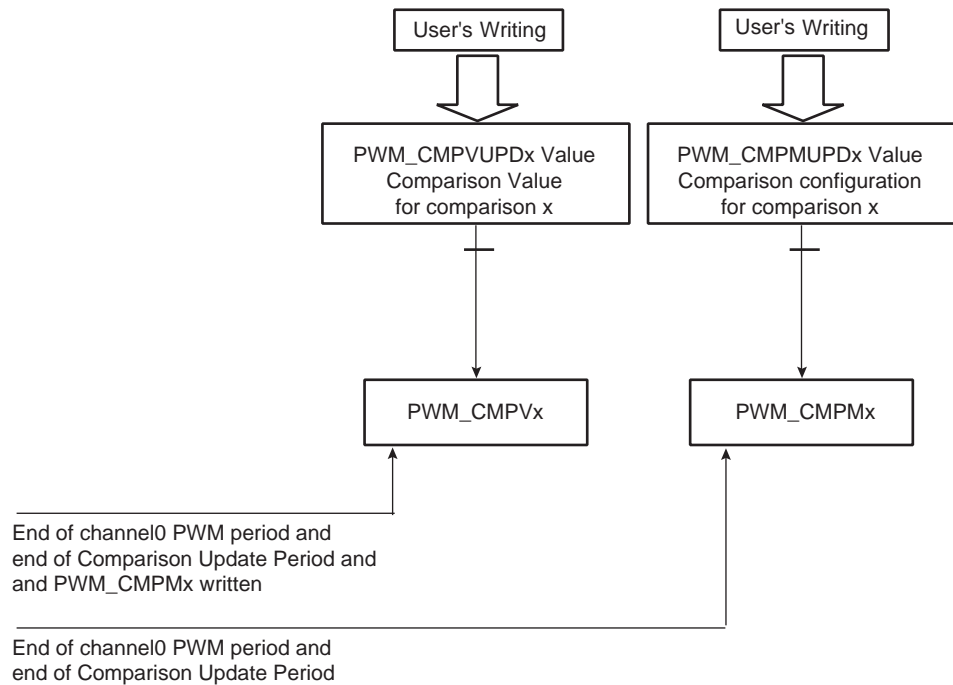 User's Writing
User's Writing
PWM_CMPVUPDx Value
Comparison Value
for comparison x
PWM_CMPMUPDx Value
Comparison configuration
for comparison x
PWM_CMPVx
PWM_CMPMx
End of channel0 PWM period and
end of Comparison Update Period and
and PWM_CMPMx written
End of channel0 PWM period and
end of Comparison Update Period